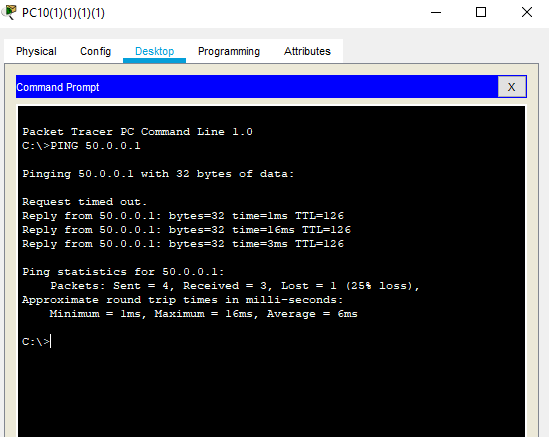 PC10(1)(1)(1)(1)
Physical Config Desktop Programming Attributes
Command Prompt X
Packet Tracer PC Command Line 1.0
C:\>PING 50.0.0.1
Pinging 50.0.0.1 with 32 bytes of data:
Request timed out.
Reply from 50.0.0.1: bytes=32 time=1ms TTL=126
Reply from 50.0.0.1: bytes=32 time=16ms TTL=126
Reply from 50.0.0.1: bytes=32 time=3ms TTL=126
Ping statistics for 50.0.0.1:
Packets: Sent = 4, Received = 3, Lost = 1 (25% loss),
Approximate round trip times in milli-seconds:
Minimum = 1ms, Maximum = 16ms, Average = 6ms
C:\>